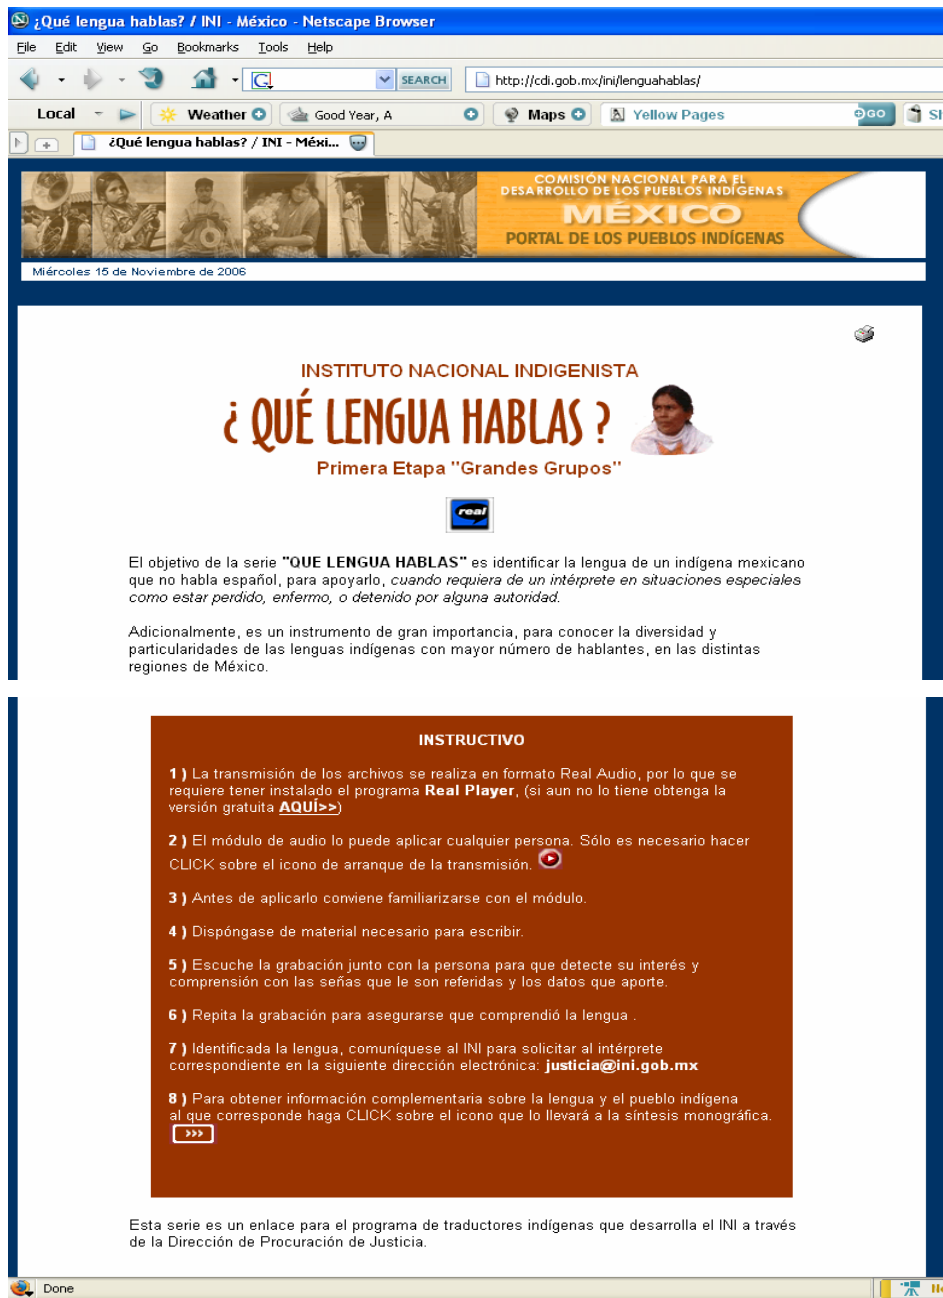 ¿Qué lengua hablas? / INI - México - Netscape Browser
File Edit View Go Bookmarks Tools Help
SEARCH http://cdi.gob.mx/ini/lenguahablas/
Local Weather Good Year, A Maps Yellow Pages GO
¿Qué lengua hablas? / INI - Méxi...
COMISIÓN NACIONAL PARA EL
DESARROLLO DE LOS PUEBLOS INDÍGENAS
MÉXICO
PORTAL DE LOS PUEBLOS INDÍGENAS
Miércoles 15 de Noviembre de 2006
INSTITUTO NACIONAL INDIGENISTA
¿ QUÉ LENGUA HABLAS ?
Primera Etapa "Grandes Grupos"
real
El objetivo de la serie "QUE LENGUA HABLAS" es identificar la lengua de un indígena mexicano
que no habla español, para apoyarlo, cuando requiera de un intérprete en situaciones especiales
como estar perdido, enfermo, o detenido por alguna autoridad.
Adicionalmente, es un instrumento de gran importancia, para conocer la diversidad y
particularidades de las lenguas indígenas con mayor número de hablantes, en las distintas
regiones de México.
INSTRUCTIVO
1 ) La transmisión de los archivos se realiza en formato Real Audio, por lo que se
requiere tener instalado el programa Real Player, (si aun no lo tiene obtenga la
versión gratuita AQUÍ>>)
2 ) El módulo de audio lo puede aplicar cualquier persona. Sólo es necesario hacer
CLICK sobre el icono de arranque de la transmisión.
3 ) Antes de aplicarlo conviene familiarizarse con el módulo.
4 ) Dispóngase de material necesario para escribir.
5 ) Escuche la grabación junto con la persona para que detecte su interés y
comprensión con las señas que le son referidas y los datos que aporte.
6 ) Repita la grabación para asegurarse que comprendió la lengua .
7 ) Identificada la lengua, comuníquese al INI para solicitar al intérprete
correspondiente en la siguiente dirección electrónica: justicia@ini.gob.mx
8 ) Para obtener información complementaria sobre la lengua y el pueblo indígena
al que corresponde haga CLICK sobre el icono que lo llevará a la síntesis monográfica.
>>>
Esta serie es un enlace para el programa de traductores indígenas que desarrolla el INI a través
de la Dirección de Procuración de Justicia.
Done